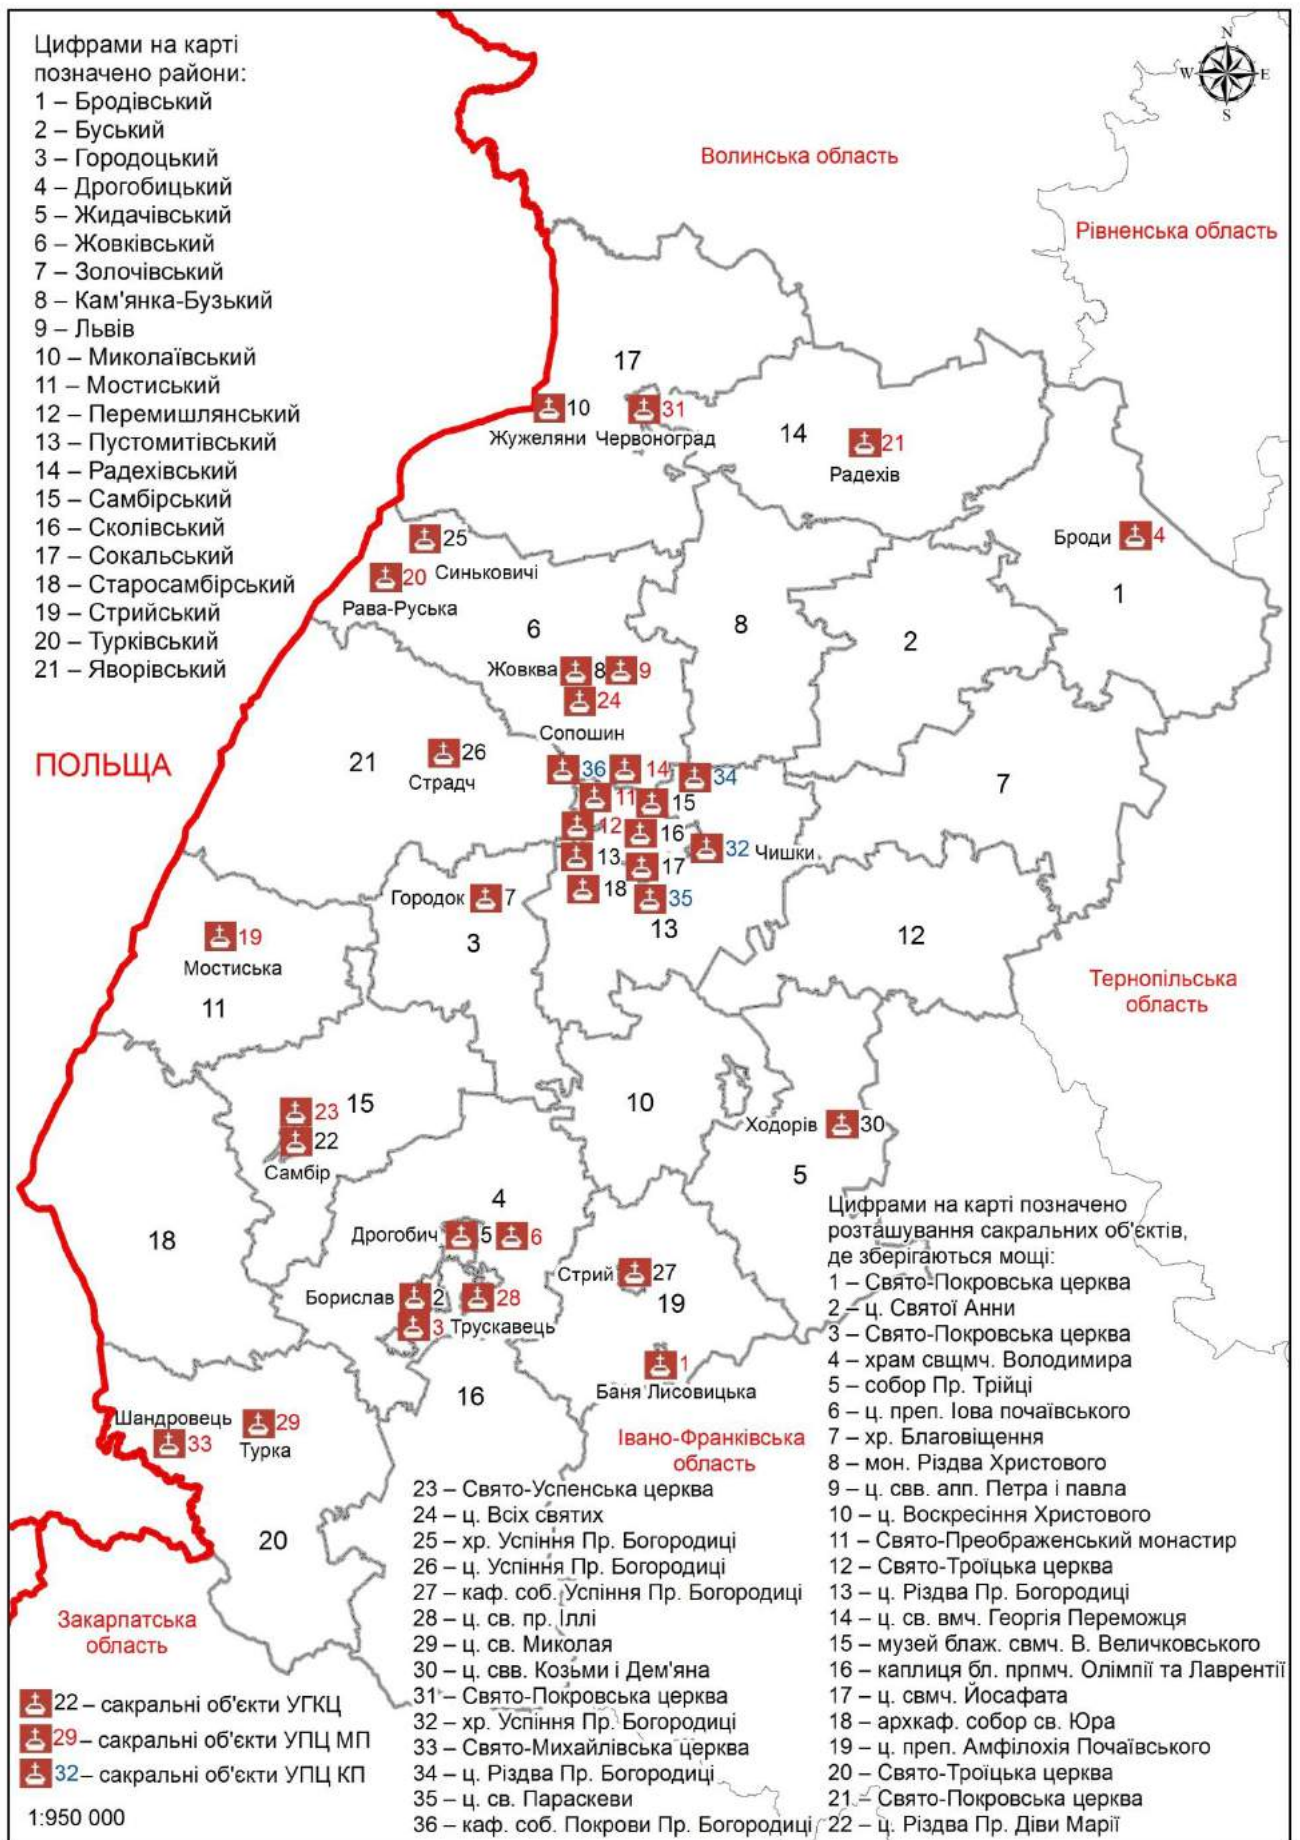 Цифрами на карті
позначено райони:
1 – Бродівський
2 – Буський
3 – Городоцький
4 – Дрогобицький
5 – Жидачівський
6 – Жовківський
7 – Золочівський
8 – Кам'янка-Бузький
9 – Львів
10 – Миколаївський
11 – Мостиський
12 – Перемишлянський
13 – Пустомитівський
14 – Радехівський
15 – Самбірський
16 – Сколівський
17 – Сокальський
18 – Старосамбірський
19 – Стрийський
20 – Турківський
21 – Яворівський
N
W E
S
Волинська область
Рівненська область
17
10
Жужеляни
31
Червоноград
14
21
Радехів
25
Синьковичі
20
Рава-Руська
Броди 4
1
6
8
2
Жовква 8 9
24
Сопошин
ПОЛЬЩА
21
26
Страдч
7
36 14 34
11 15
12 16
32 Чишки
13 17
18 35
13
Городок 7
3
12
19
Мостиська
11
Тернопільська
область
23 15
22
Самбір
10
Ходорів 30
5
18
4
Дрогобич 5 6
Борислав 2 28
3 Трускавець
Стрий 27
19
1
Баня Лисовицька
16
Шандровець
33
29
Турка
Івано-Франківська
область
20
Закарпатська
область
Цифрами на карті позначено
розташування сакральних об'єктів,
де зберігаються мощі:
1 – Свято-Покровська церква
2 – ц. Святої Анни
3 – Свято-Покровська церква
4 – храм свщмч. Володимира
5 – собор Пр. Трійці
6 – ц. преп. Іова почаївського
7 – хр. Благовіщення
8 – мон. Різдва Христового
9 – ц. свв. апп. Петра і павла
10 – ц. Воскресіння Христового
11 – Свято-Преображенський монастир
12 – Свято-Троїцька церква
13 – ц. Різдва Пр. Богородиці
14 – ц. св. вмч. Георгія Переможця
15 – музей блаж. свмч. В. Величковського
16 – каплиця бл. прпмч. Олімпії та Лаврентії
17 – ц. свмч. Йосафата
18 – архкаф. собор св. Юра
19 – ц. преп. Амфілохія Почаївського
20 – Свято-Троїцька церква
21 – Свято-Покровська церква
22 – ц. Різдва Пр. Діви Марії
23 – Свято-Успенська церква
24 – ц. Всіх святих
25 – хр. Успіння Пр. Богородиці
26 – ц. Успіння Пр. Богородиці
27 – каф. соб. Успіння Пр. Богородиці
28 – ц. св. пр. Іллі
29 – ц. св. Миколая
30 – ц. свв. Козьми і Дем'яна
31 – Свято-Покровська церква
32 – хр. Успіння Пр. Богородиці
33 – Свято-Михайлівська церква
34 – ц. Різдва Пр. Богородиці
35 – ц. св. Параскеви
36 – каф. соб. Покрови Пр. Богородиці
22 – сакральні об'єкти УГКЦ
29 – сакральні об'єкти УПЦ МП
32 – сакральні об'єкти УПЦ КП
1:950 000